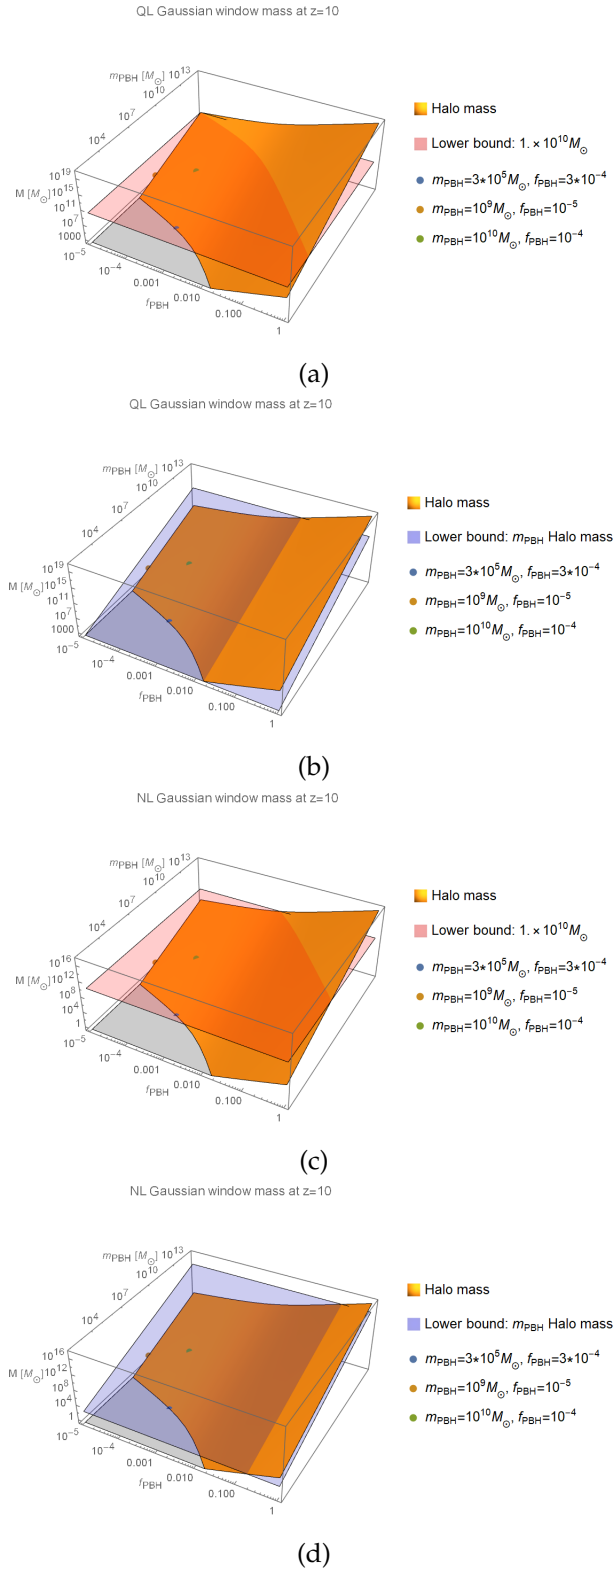 QL Gaussian window mass at z=10
m_PBH [M_⊙] 10^13
10^10
10^7
10^4
10^19
10^15
M [M_⊙] 10^11
10^7
1000
10^-5
10^-4
0.001
0.010
0.100
1
f_PBH
Halo mass
Lower bound: 1.×10^10 M_⊙
m_PBH=3*10^5 M_⊙, f_PBH=3*10^-4
m_PBH=10^9 M_⊙, f_PBH=10^-5
m_PBH=10^10 M_⊙, f_PBH=10^-4
(a)
QL Gaussian window mass at z=10
m_PBH [M_⊙] 10^13
10^10
10^7
10^4
10^19
10^15
M [M_⊙] 10^11
10^7
1000
10^-5
10^-4
0.001
0.010
0.100
1
f_PBH
Halo mass
Lower bound: m_PBH Halo mass
m_PBH=3*10^5 M_⊙, f_PBH=3*10^-4
m_PBH=10^9 M_⊙, f_PBH=10^-5
m_PBH=10^10 M_⊙, f_PBH=10^-4
(b)
NL Gaussian window mass at z=10
m_PBH [M_⊙] 10^13
10^10
10^7
10^4
10^16
10^12
M [M_⊙] 10^8
10^4
1
10^-5
10^-4
0.001
0.010
0.100
1
f_PBH
Halo mass
Lower bound: 1.×10^10 M_⊙
m_PBH=3*10^5 M_⊙, f_PBH=3*10^-4
m_PBH=10^9 M_⊙, f_PBH=10^-5
m_PBH=10^10 M_⊙, f_PBH=10^-4
(c)
NL Gaussian window mass at z=10
m_PBH [M_⊙] 10^13
10^10
10^7
10^4
10^16
M [M_⊙] 10^12
10^8
10^4
1
10^-5
10^-4
0.001
0.010
0.100
1
f_PBH
Halo mass
Lower bound: m_PBH Halo mass
m_PBH=3*10^5 M_⊙, f_PBH=3*10^-4
m_PBH=10^9 M_⊙, f_PBH=10^-5
m_PBH=10^10 M_⊙, f_PBH=10^-4
(d)